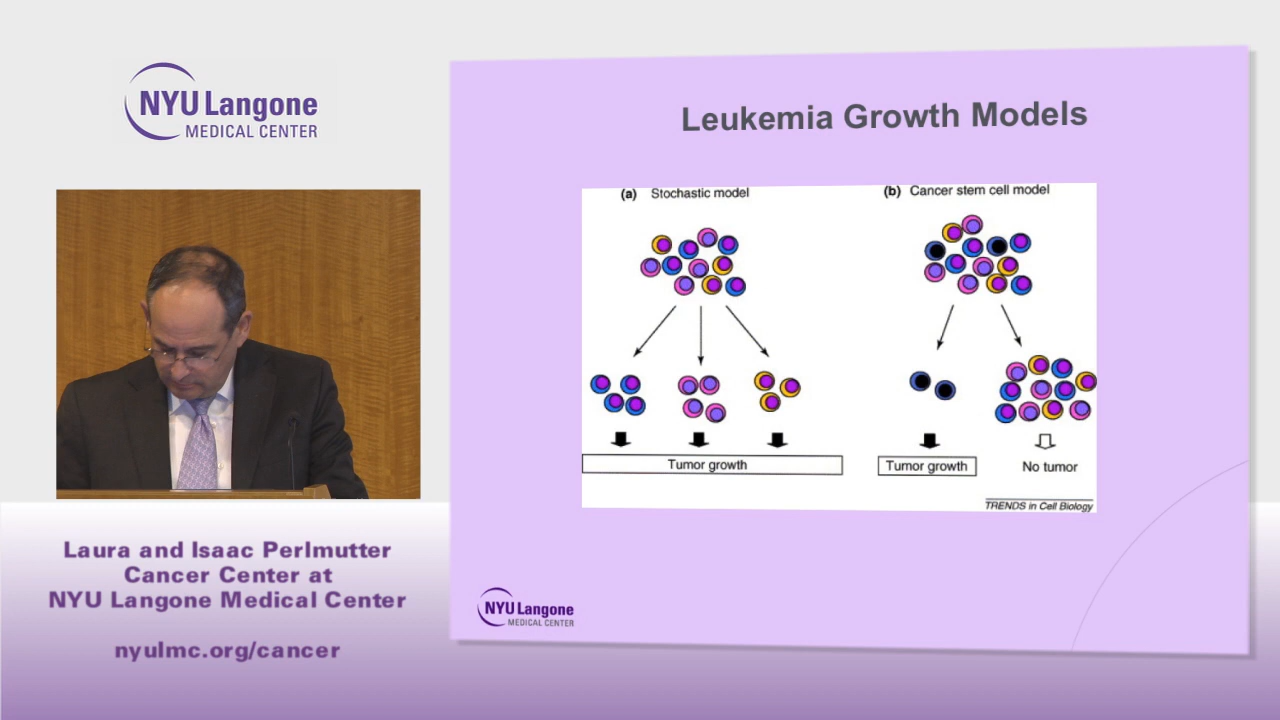 NYU Langone
MEDICAL CENTER
Leukemia Growth Models
(a) Stochastic model
(b) Cancer stem cell model
Tumor growth
Tumor growth
No tumor
TRENDS in Cell Biology
NYU Langone
MEDICAL CENTER
Laura and Isaac Perlmutter
Cancer Center at
NYU Langone Medical Center
nyulmc.org/cancer